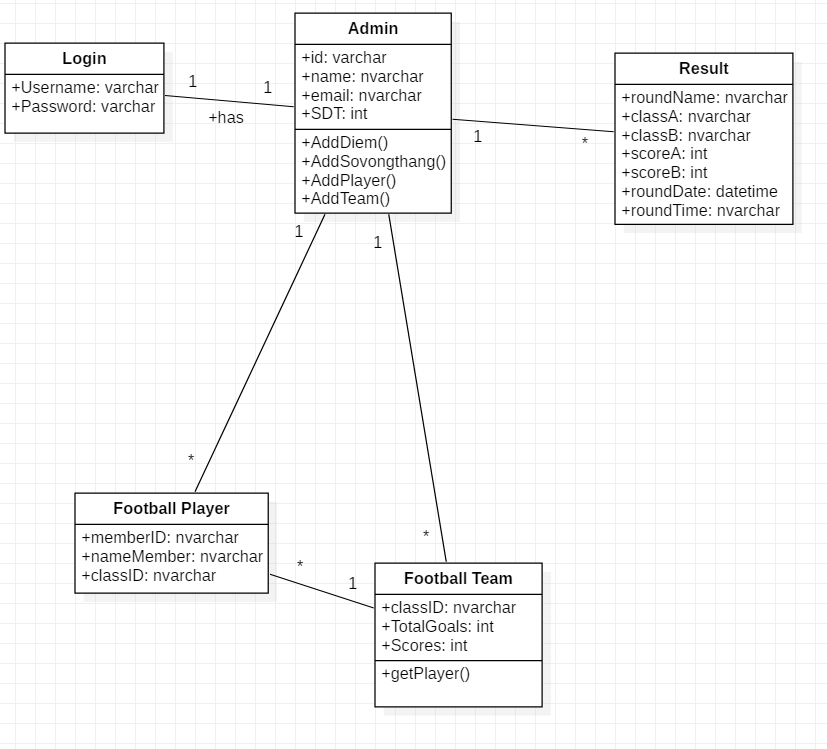 Login
+Username: varchar
+Password: varchar
1
1
+has
Admin
+id: varchar
+name: nvarchar
+email: nvarchar
+SDT: int
+AddDiem()
+AddSovongthang()
+AddPlayer()
+AddTeam()
1
*
Result
+roundName: nvarchar
+classA: nvarchar
+classB: nvarchar
+scoreA: int
+scoreB: int
+roundDate: datetime
+roundTime: nvarchar
1
1
*
*
Football Player
+memberID: nvarchar
+nameMember: nvarchar
+classID: nvarchar
*
1
Football Team
+classID: nvarchar
+TotalGoals: int
+Scores: int
+getPlayer()